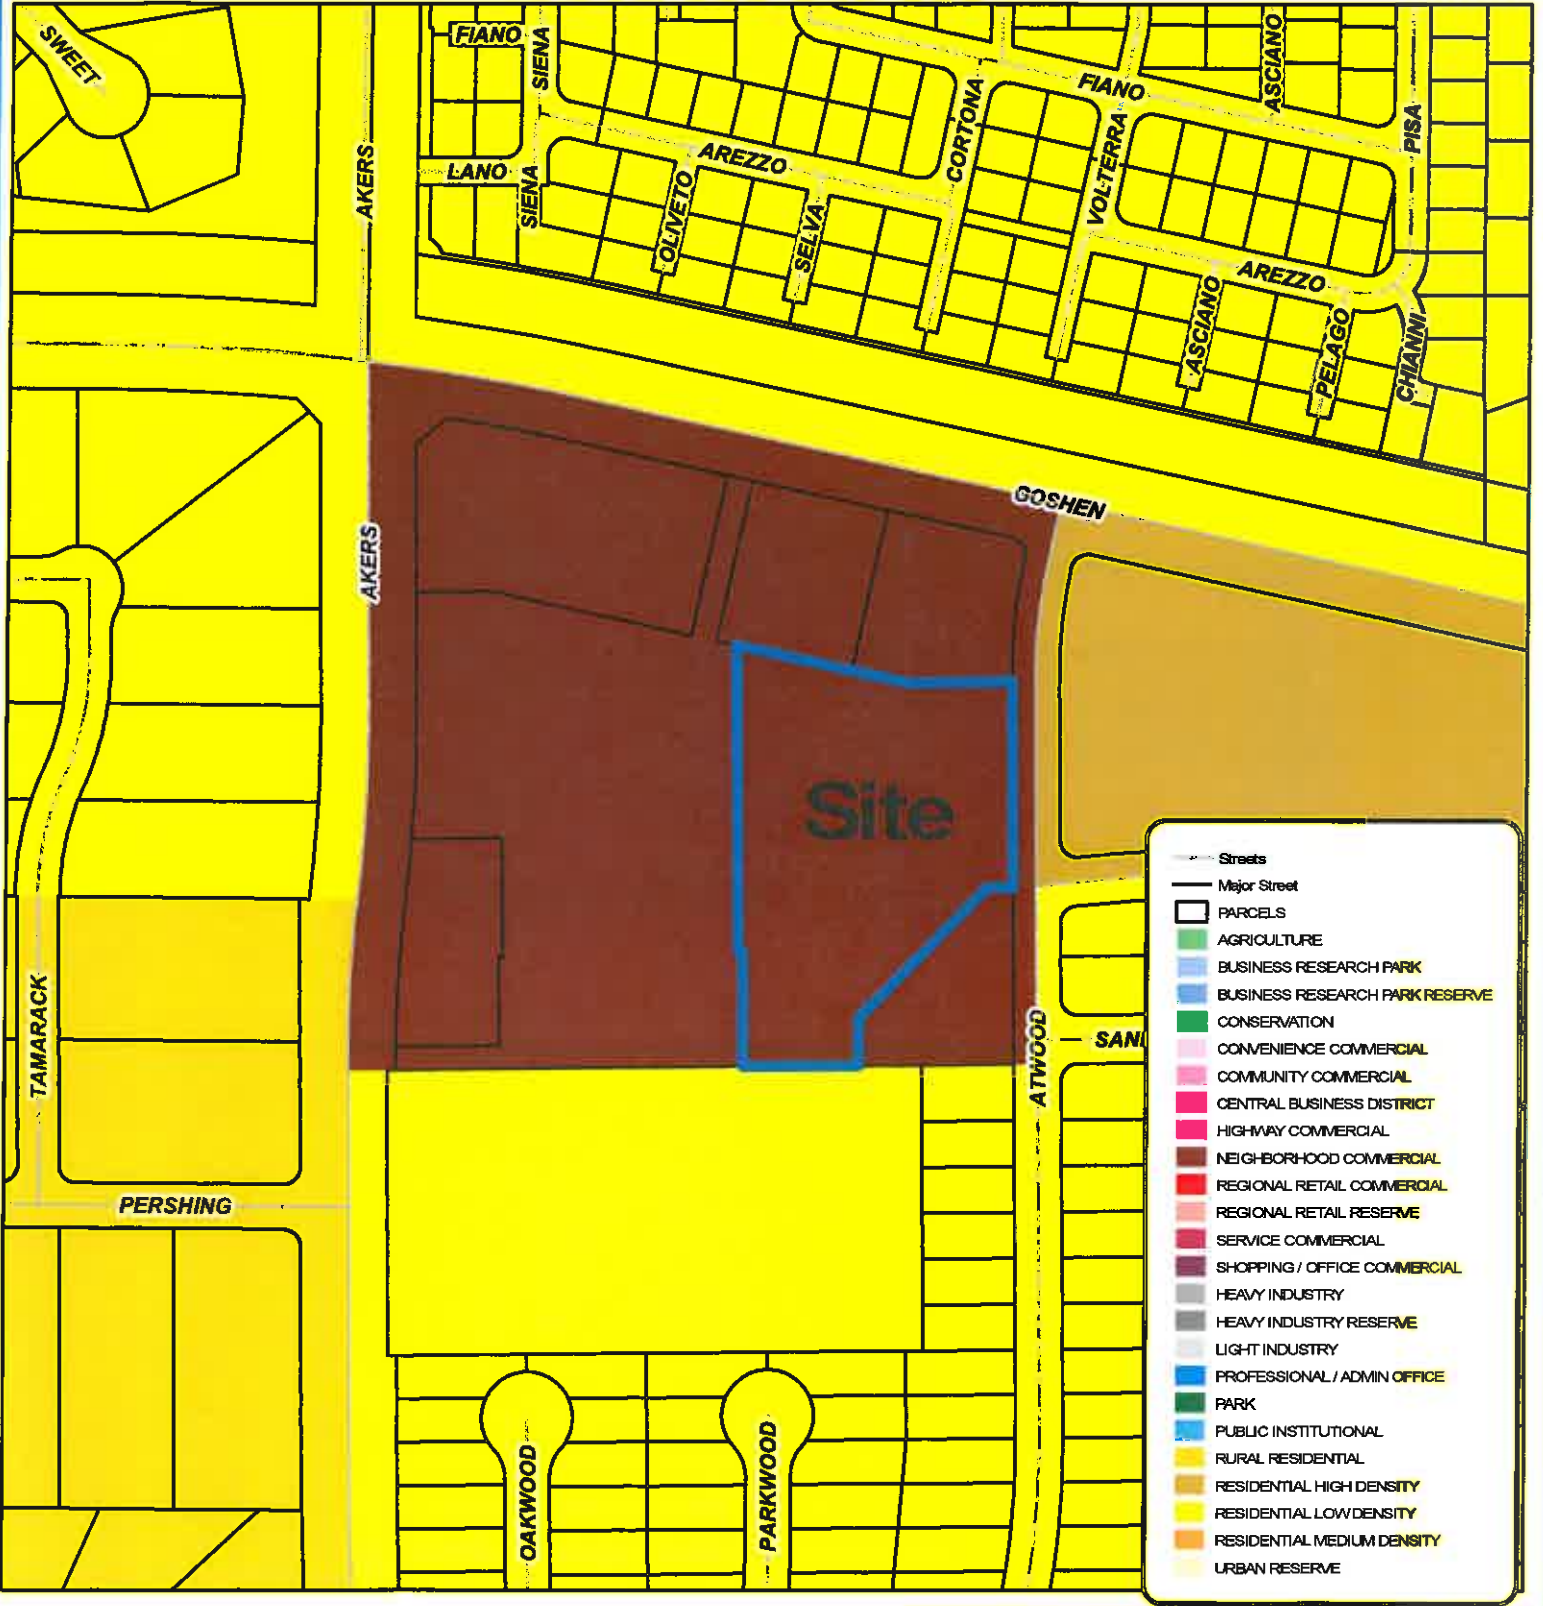 SWEET
FIANO
SIENA
ASCIANO
FIANO
PISA
CORTONA
VOLTERRA
AKERS
LANO
SIENA
AREZZO
OLIVETO
SELVA
AREZZO
ASCIANO
PELAGO
CHIANNI
GOSHEN
AKERS
Site
TAMARACK
ATWOOD
SAN
PERSHING
OAKWOOD
PARKWOOD
Streets
Major Street
PARCELS
AGRICULTURE
BUSINESS RESEARCH PARK
BUSINESS RESEARCH PARK RESERVE
CONSERVATION
CONVENIENCE COMMERCIAL
COMMUNITY COMMERCIAL
CENTRAL BUSINESS DISTRICT
HIGHWAY COMMERCIAL
NEIGHBORHOOD COMMERCIAL
REGIONAL RETAIL COMMERCIAL
REGIONAL RETAIL RESERVE
SERVICE COMMERCIAL
SHOPPING / OFFICE COMMERCIAL
HEAVY INDUSTRY
HEAVY INDUSTRY RESERVE
LIGHT INDUSTRY
PROFESSIONAL / ADMIN OFFICE
PARK
PUBLIC INSTITUTIONAL
RURAL RESIDENTIAL
RESIDENTIAL HIGH DENSITY
RESIDENTIAL LOW DENSITY
RESIDENTIAL MEDIUM DENSITY
URBAN RESERVE